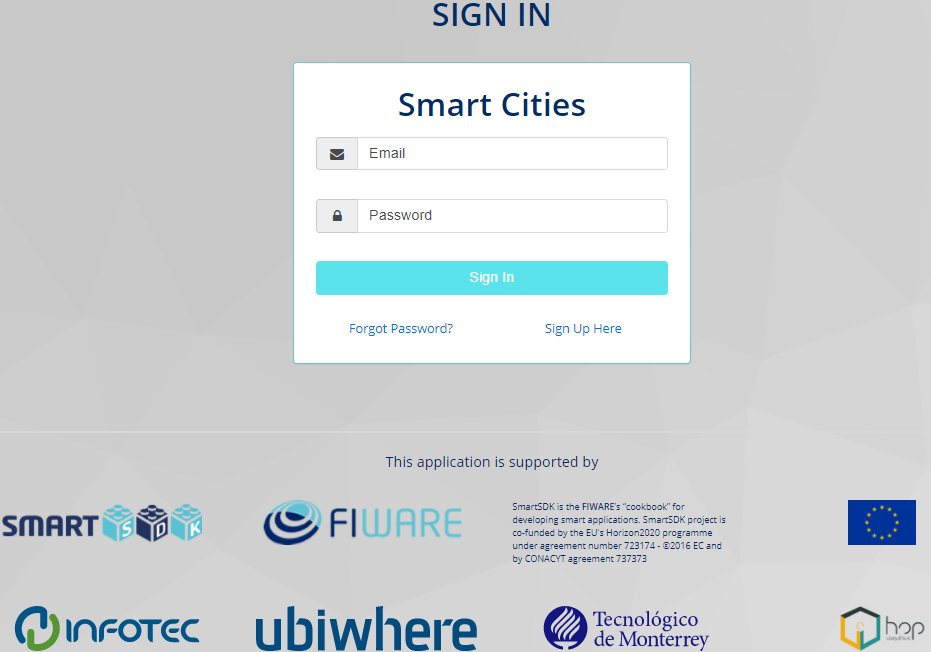 SIGN IN
Smart Cities
Email
Password
Sign In
Forgot Password?
Sign Up Here
This application is supported by
SMART SDK
FIWARE
SmartSDK is the FIWARE's "cookbook" for
developing smart applications. SmartSDK project is
co-funded by the EU's Horizon2020 programme
under agreement number 723174 - ©2016 EC and
by CONACYT agreement 737373
INFOTEC
ubiwhere
Tecnológico
de Monterrey
hop